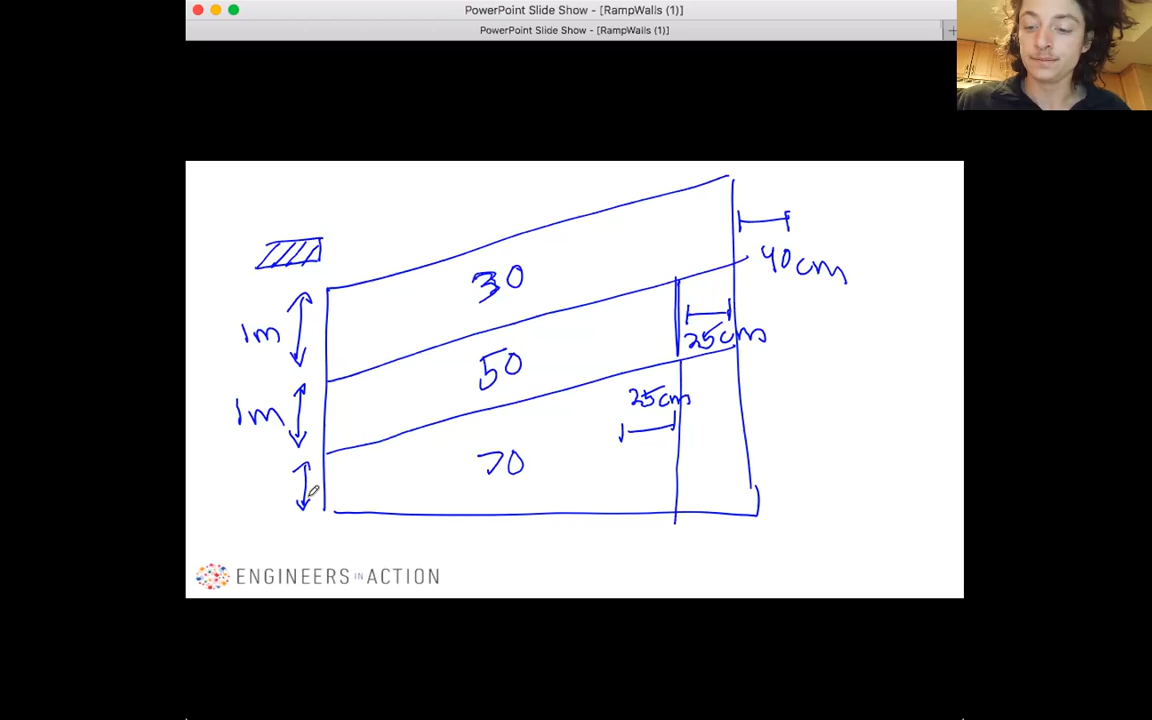 PowerPoint Slide Show - [RampWalls (1)]
PowerPoint Slide Show - [RampWalls (1)]
30
40cm
1m
25cm
50
25cm
1m
70
ENGINEERS IN ACTION